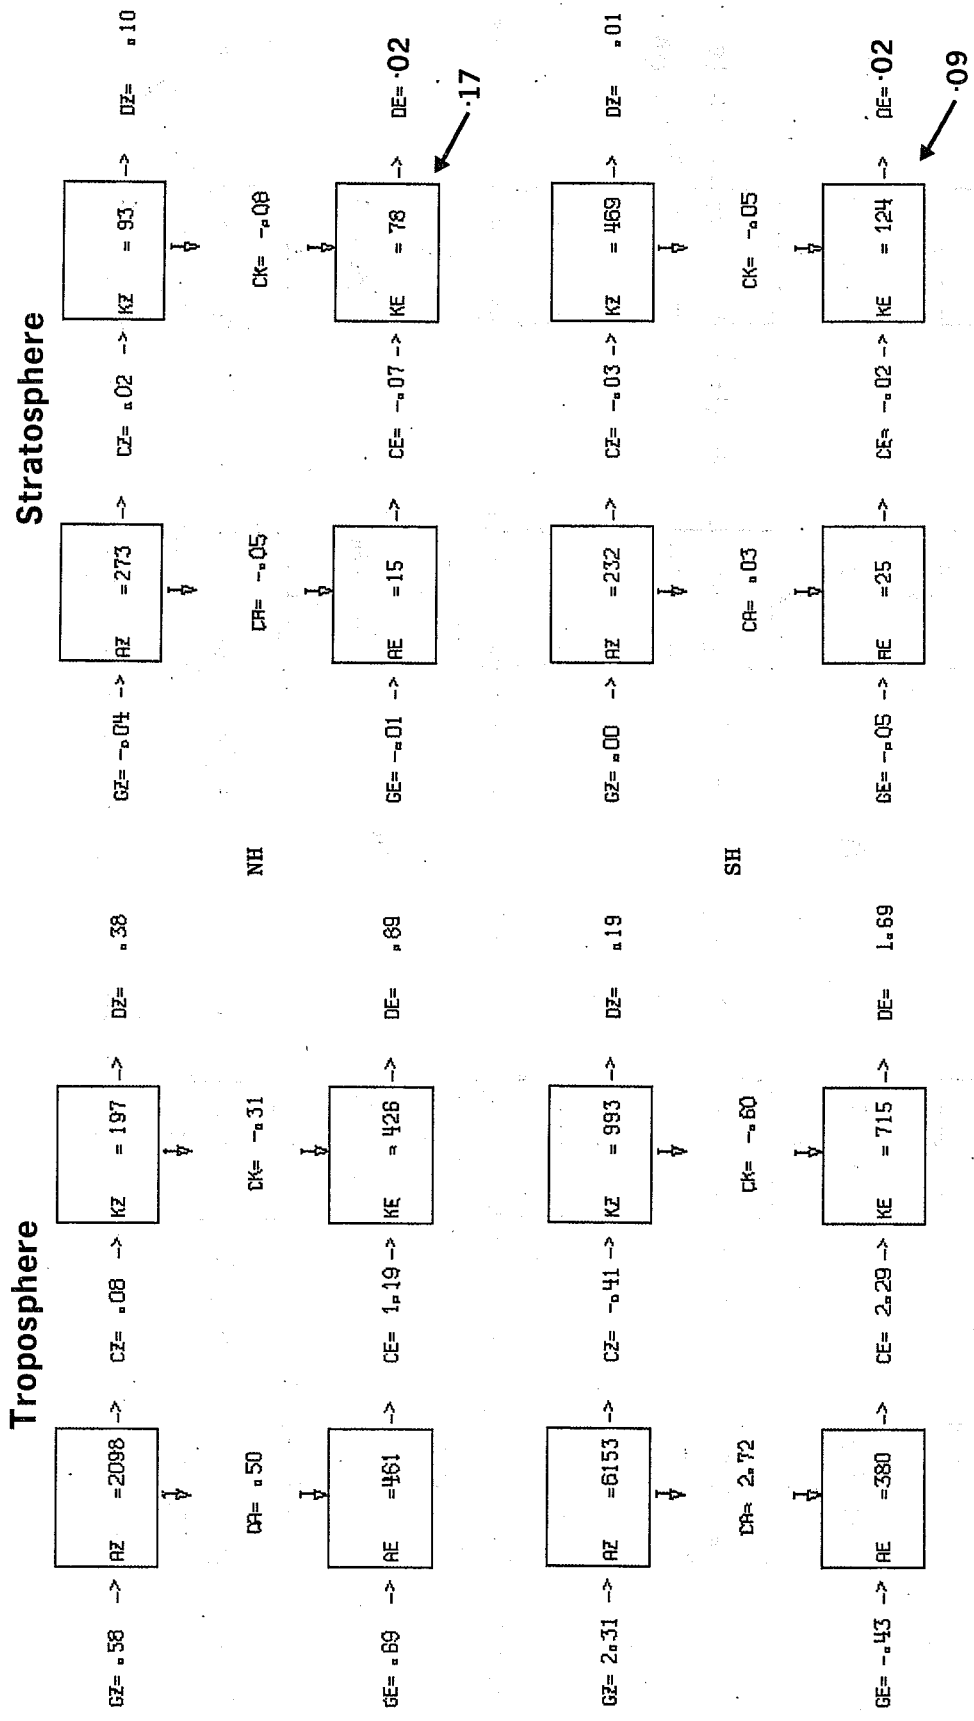 Troposphere
Stratosphere
GZ= .58 --> AZ =2098 --> CZ= .08 --> KZ = 197 --> DZ= .38
GZ= -.04 --> AZ =273 --> CZ= .02 --> KZ = 93 --> DZ= .10
CA= .50
CK= -.31
NH
CA= -.05
CK= -.08
GE= .69 --> AE =461 --> CE= 1.19 --> KE = 426 --> DE= .89
GE= -.01 --> AE =15 --> CE= -.07 --> KE = 78 --> DE= .02
.17
GZ= 2.31 --> AZ =6153 --> CZ= -.41 --> KZ = 993 --> DZ= .19
GZ= .00 --> AZ =232 --> CZ= -.03 --> KZ = 469 --> DZ= .01
CA= 2.72
CK= -.60
SH
CA= .03
CK= -.05
GE= -.43 --> AE =380 --> CE= 2.29 --> KE = 715 --> DE= 1.69
GE= -.05 --> AE =25 --> CE= -.02 --> KE = 124 --> DE= .02
.09